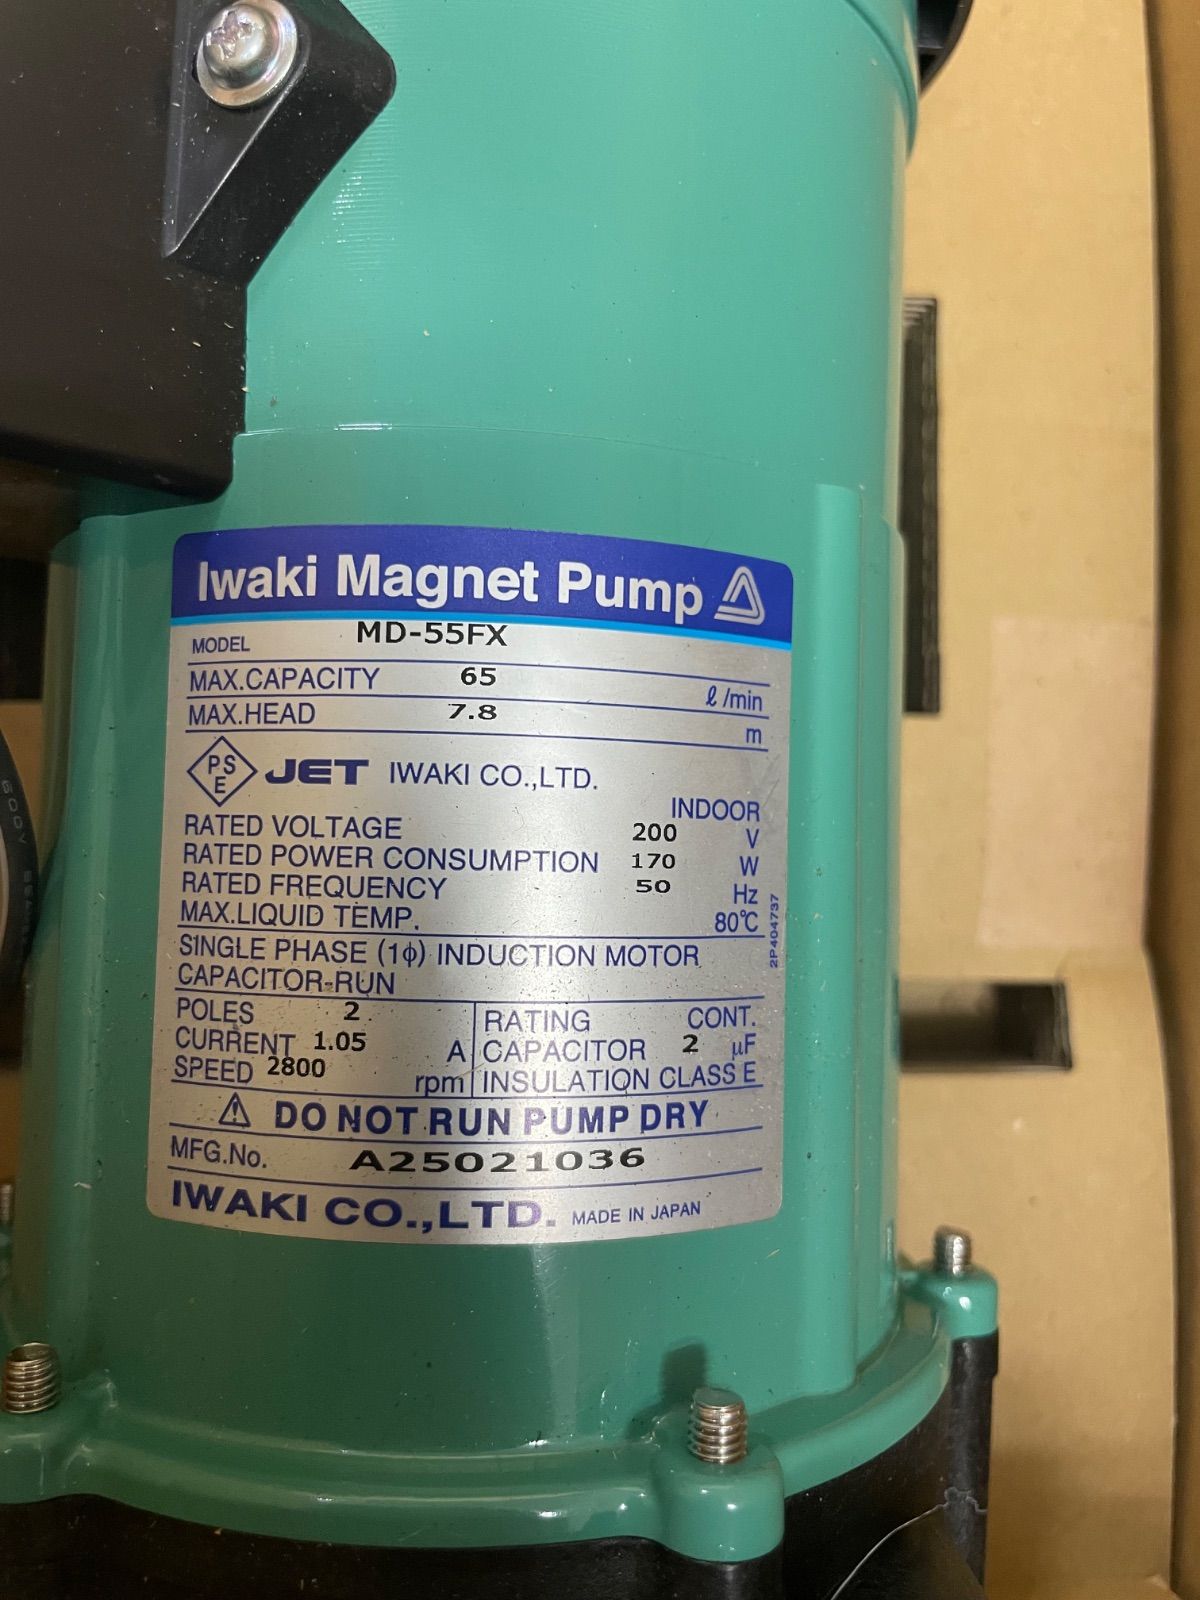 Iwaki Magnet Pump
MODEL MD-55FX
MAX.CAPACITY 65 ℓ/min
MAX.HEAD 7.8 m
PS E JET IWAKI CO.,LTD.
INDOOR
RATED VOLTAGE 200 V
RATED POWER CONSUMPTION 170 W
RATED FREQUENCY 50 Hz
MAX.LIQUID TEMP. 80℃
2P404737
SINGLE PHASE (1ϕ) INDUCTION MOTOR
CAPACITOR-RUN
POLES 2 RATING CONT.
CURRENT 1.05 A CAPACITOR 2 μF
SPEED 2800 rpm INSULATION CLASS E
DO NOT RUN PUMP DRY
MFG.No. A25021036
IWAKI CO.,LTD. MADE IN JAPAN